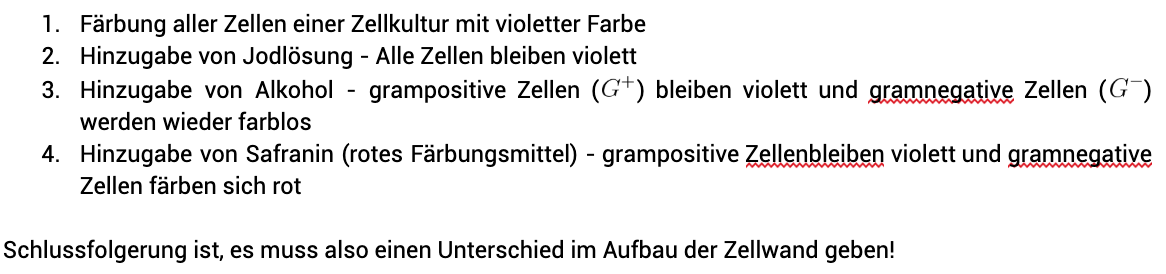 1. Färbung aller Zellen einer Zellkultur mit violetter Farbe
2. Hinzugabe von Jodlösung - Alle Zellen bleiben violett
3. Hinzugabe von Alkohol - grampositive Zellen (G⁺) bleiben violett und gramnegative Zellen (G⁻)
werden wieder farblos
4. Hinzugabe von Safranin (rotes Färbungsmittel) - grampositive Zellenbleiben violett und gramnegative
Zellen färben sich rot
Schlussfolgerung ist, es muss also einen Unterschied im Aufbau der Zellwand geben!